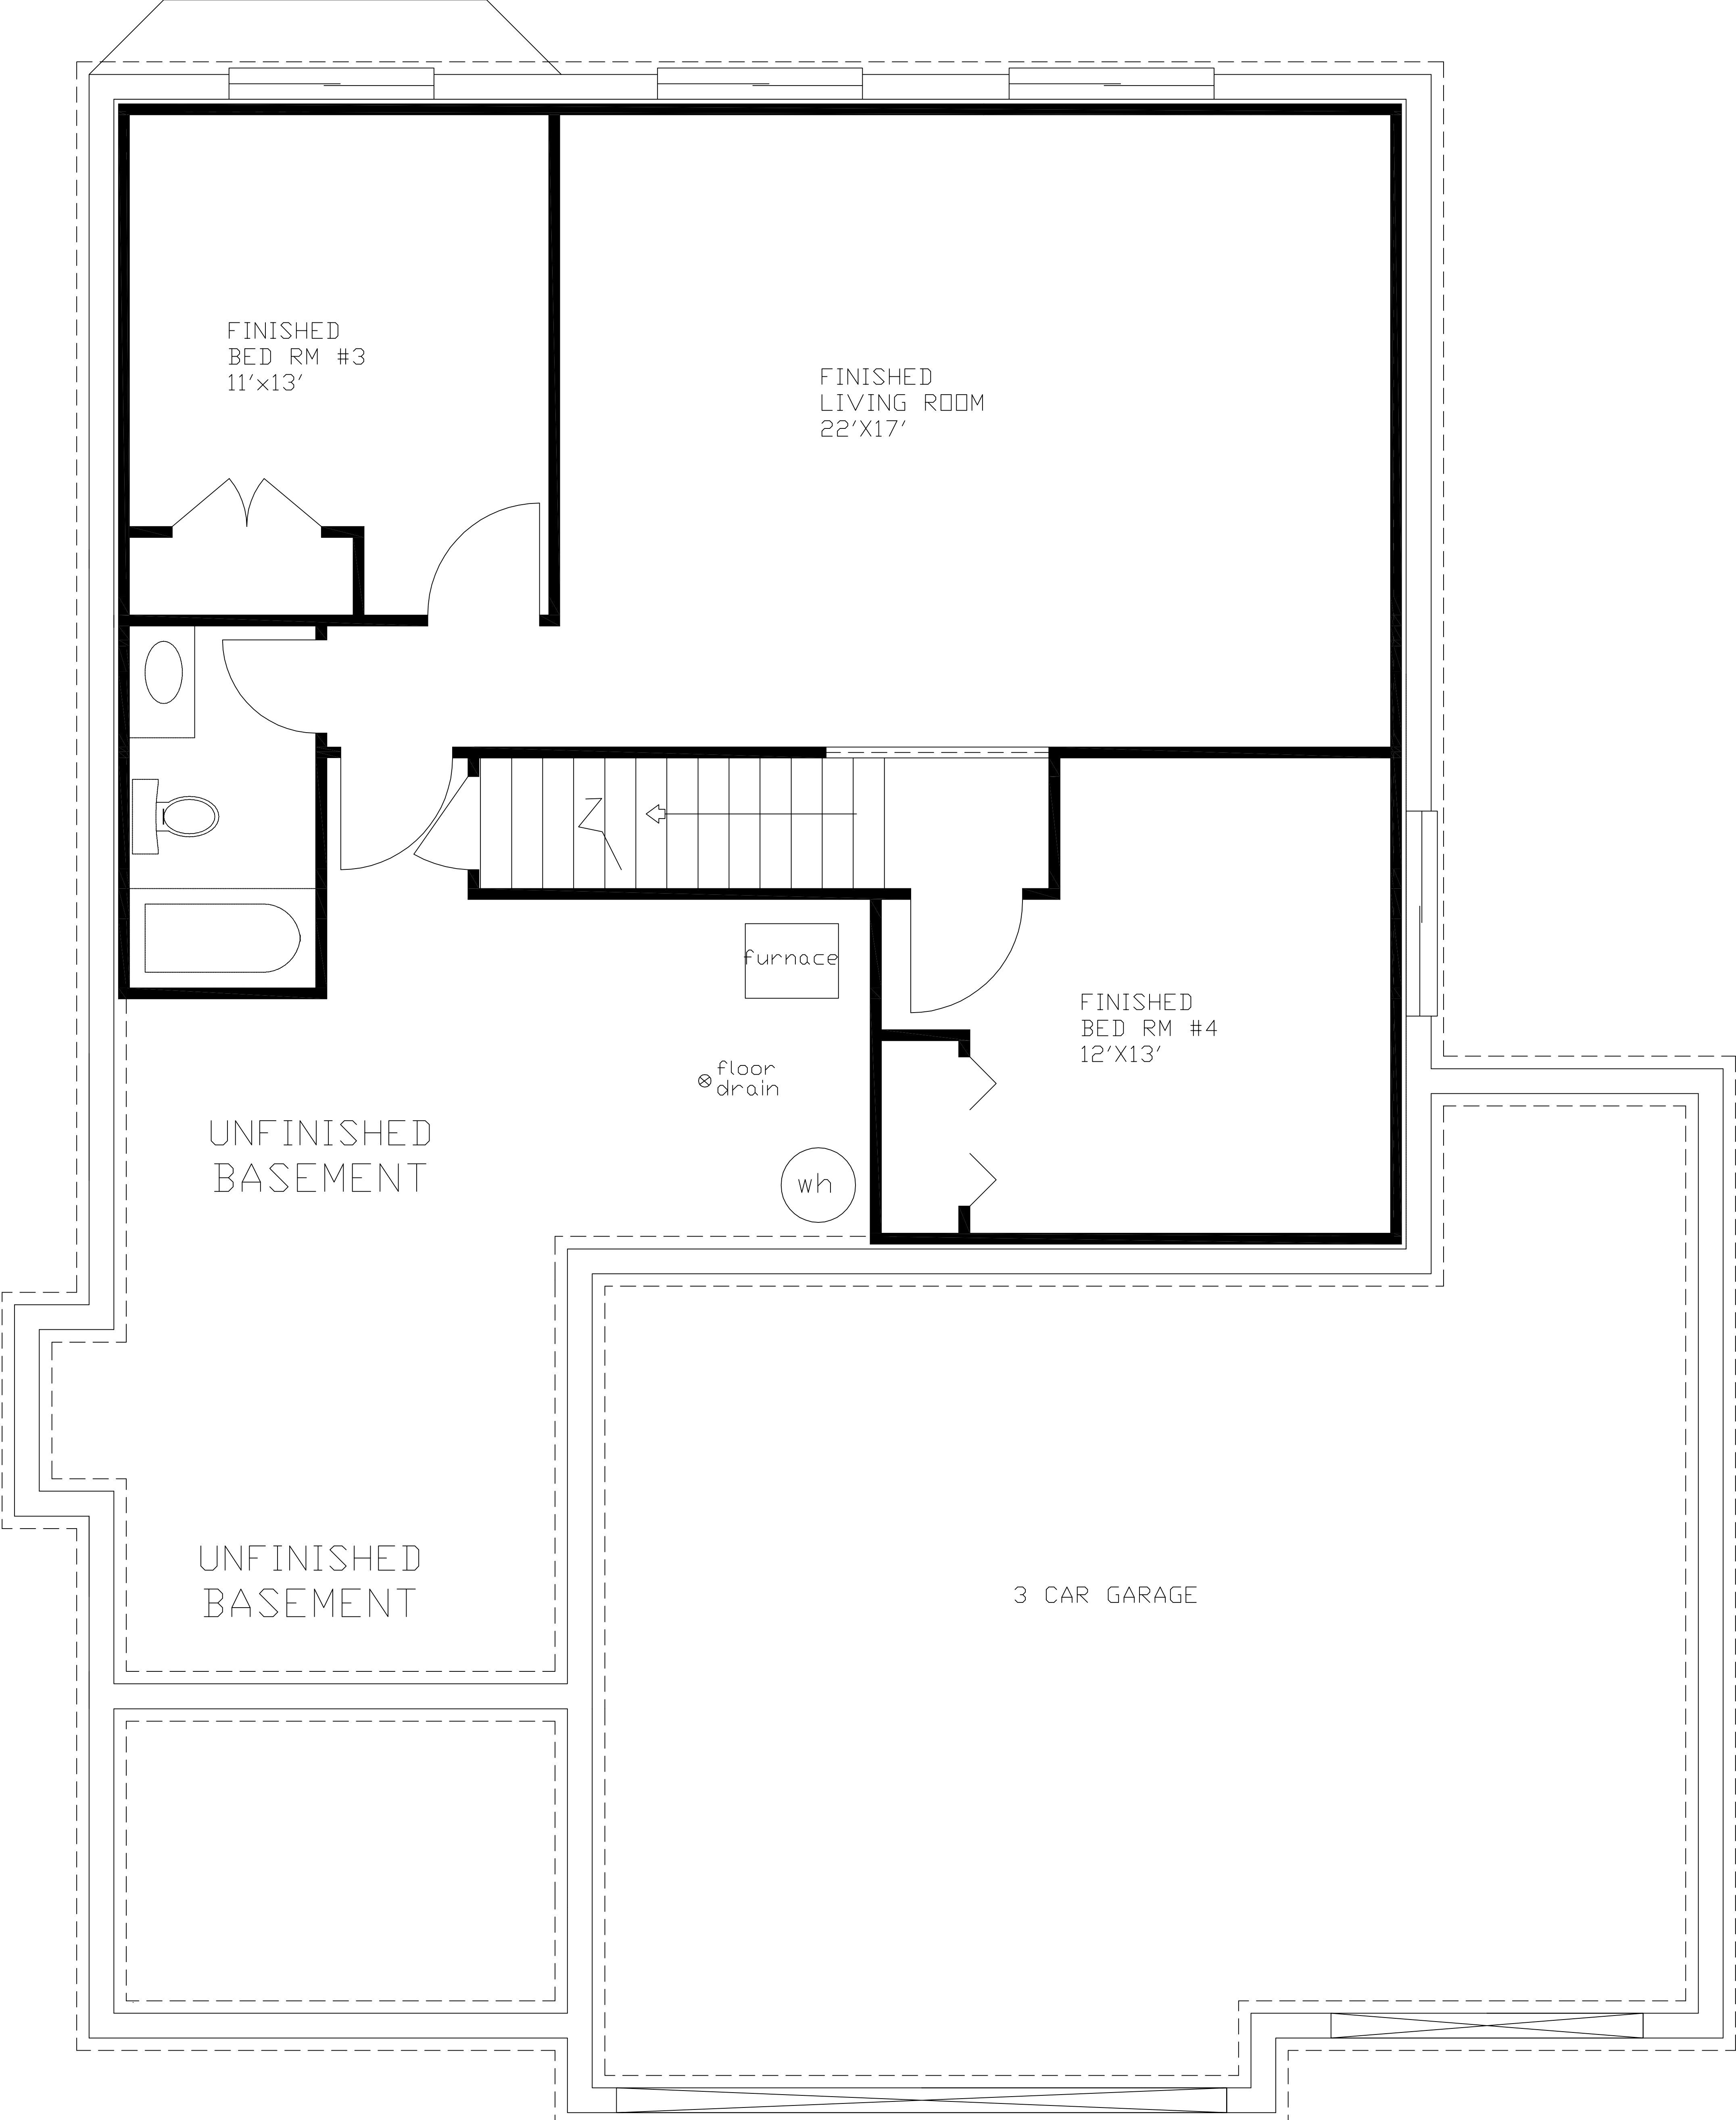 FINISHED
BED RM #3
11'x13'
FINISHED
LIVING ROOM
22'X17'
furnace
FINISHED
BED RM #4
12'X13'
floor
drain
UNFINISHED
BASEMENT
wh
UNFINISHED
BASEMENT
3 CAR GARAGE